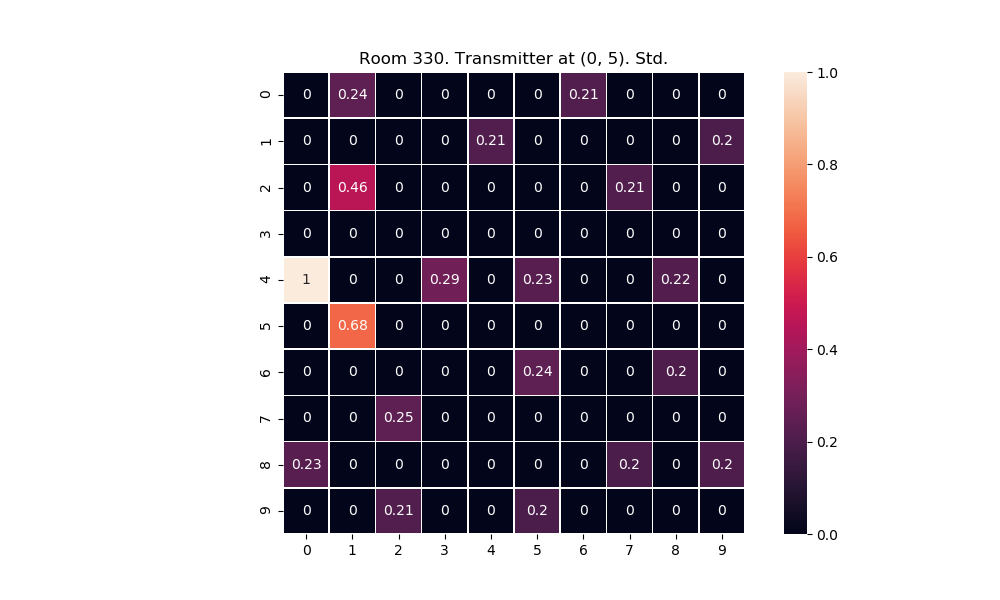 Room 330. Transmitter at (0, 5). Std.
0 0 0.24 0 0 0 0 0.21 0 0 0
1 0 0 0 0 0.21 0 0 0 0 0.2
2 0 0.46 0 0 0 0 0 0.21 0 0
3 0 0 0 0 0 0 0 0 0 0
4 1 0 0 0.29 0 0.23 0 0 0.22 0
5 0 0.68 0 0 0 0 0 0 0 0
6 0 0 0 0 0 0.24 0 0 0.2 0
7 0 0 0.25 0 0 0 0 0 0 0
8 0.23 0 0 0 0 0 0 0.2 0 0.2
9 0 0 0.21 0 0 0.2 0 0 0 0
0 1 2 3 4 5 6 7 8 9
1.0
0.8
0.6
0.4
0.2
0.0